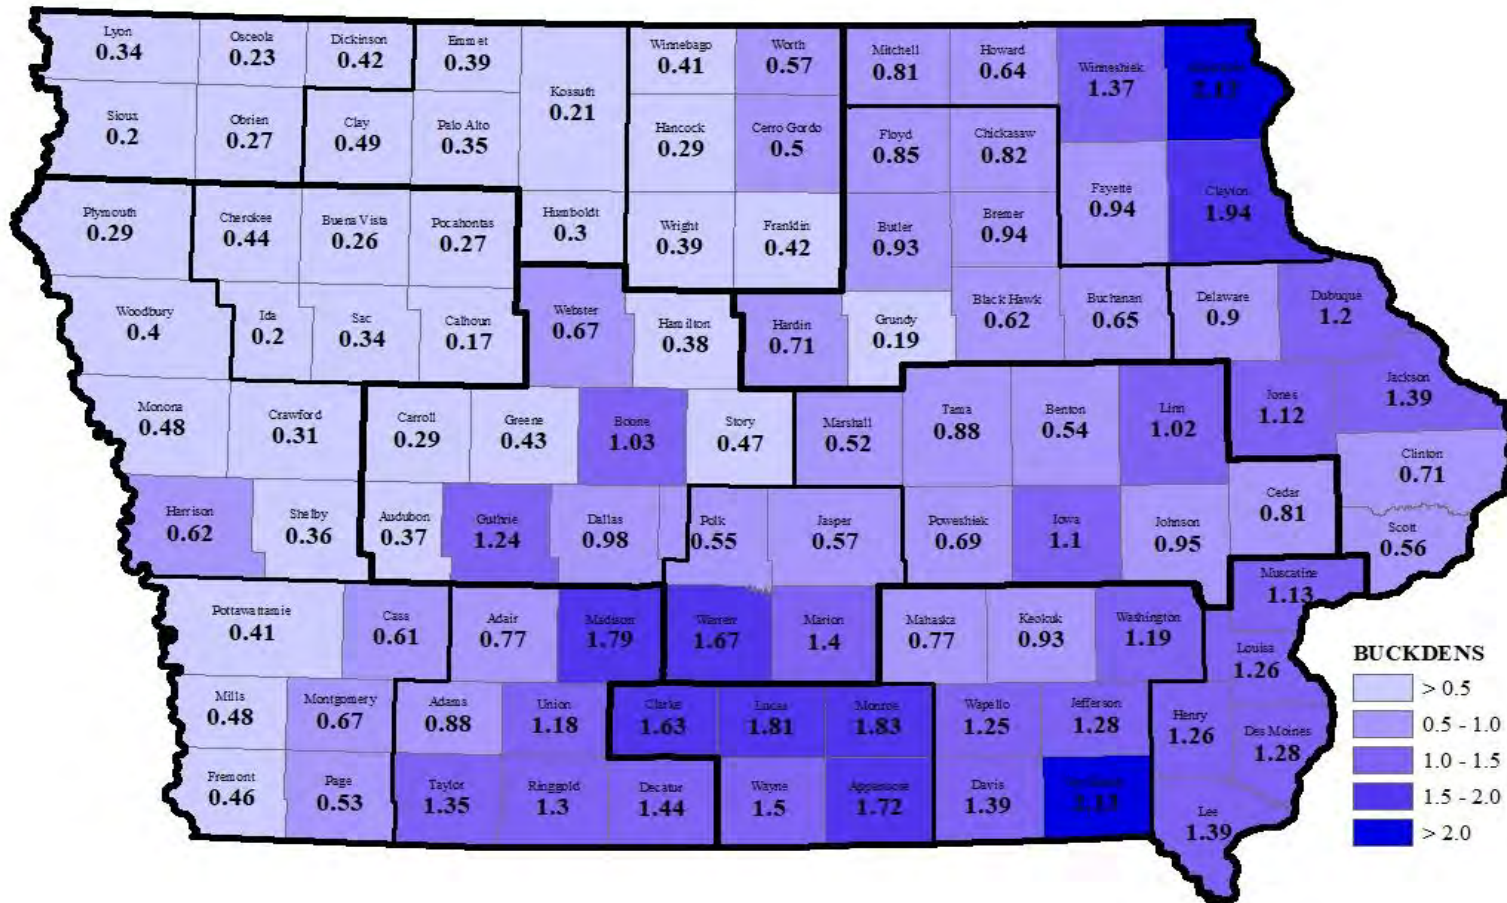 Lyon
0.34
Osceola
0.23
Dickinson
0.42
Emmet
0.39
Kossuth
0.21
Winnebago
0.41
Worth
0.57
Mitchell
0.81
Howard
0.64
Winneshiek
1.37
Sioux
0.2
Obrien
0.27
Clay
0.49
Palo Alto
0.35
Hancock
0.29
Cerro Gordo
0.5
Floyd
0.85
Chickasaw
0.82
Fayette
0.94
Clayton
1.94
Plymouth
0.29
Cherokee
0.44
Buena Vista
0.26
Pocahontas
0.27
Humboldt
0.3
Wright
0.39
Franklin
0.42
Butler
0.93
Bremer
0.94
Woodbury
0.4
Ida
0.2
Sac
0.34
Calhoun
0.17
Webster
0.67
Hamilton
0.38
Hardin
0.71
Grundy
0.19
Black Hawk
0.62
Buchanan
0.65
Delaware
0.9
Dubuque
1.2
Monona
0.48
Crawford
0.31
Carroll
0.29
Greene
0.43
Boone
1.03
Story
0.47
Marshall
0.52
Tama
0.88
Benton
0.54
Linn
1.02
Jones
1.12
Jackson
1.39
Clinton
0.71
Harrison
0.62
Shelby
0.36
Audubon
0.37
Guthrie
1.24
Dallas
0.98
Polk
0.55
Jasper
0.57
Poweshiek
0.69
Iowa
1.1
Johnson
0.95
Cedar
0.81
Scott
0.56
Muscatine
1.13
Pottawattamie
0.41
Cass
0.61
Adair
0.77
Madison
1.79
Warren
1.67
Marion
1.4
Mahaska
0.77
Keokuk
0.93
Washington
1.19
Louisa
1.26
Mills
0.48
Montgomery
0.67
Adams
0.88
Union
1.18
Clarke
1.63
Lucas
1.81
Monroe
1.83
Wapello
1.25
Jefferson
1.28
Henry
1.26
Des Moines
1.28
Fremont
0.46
Page
0.53
Taylor
1.35
Ringgold
1.3
Decatur
1.44
Wayne
1.5
Appanoose
1.72
Davis
1.39
2.13
Lee
1.39
BUCKDENS
> 0.5
0.5 - 1.0
1.0 - 1.5
1.5 - 2.0
> 2.0